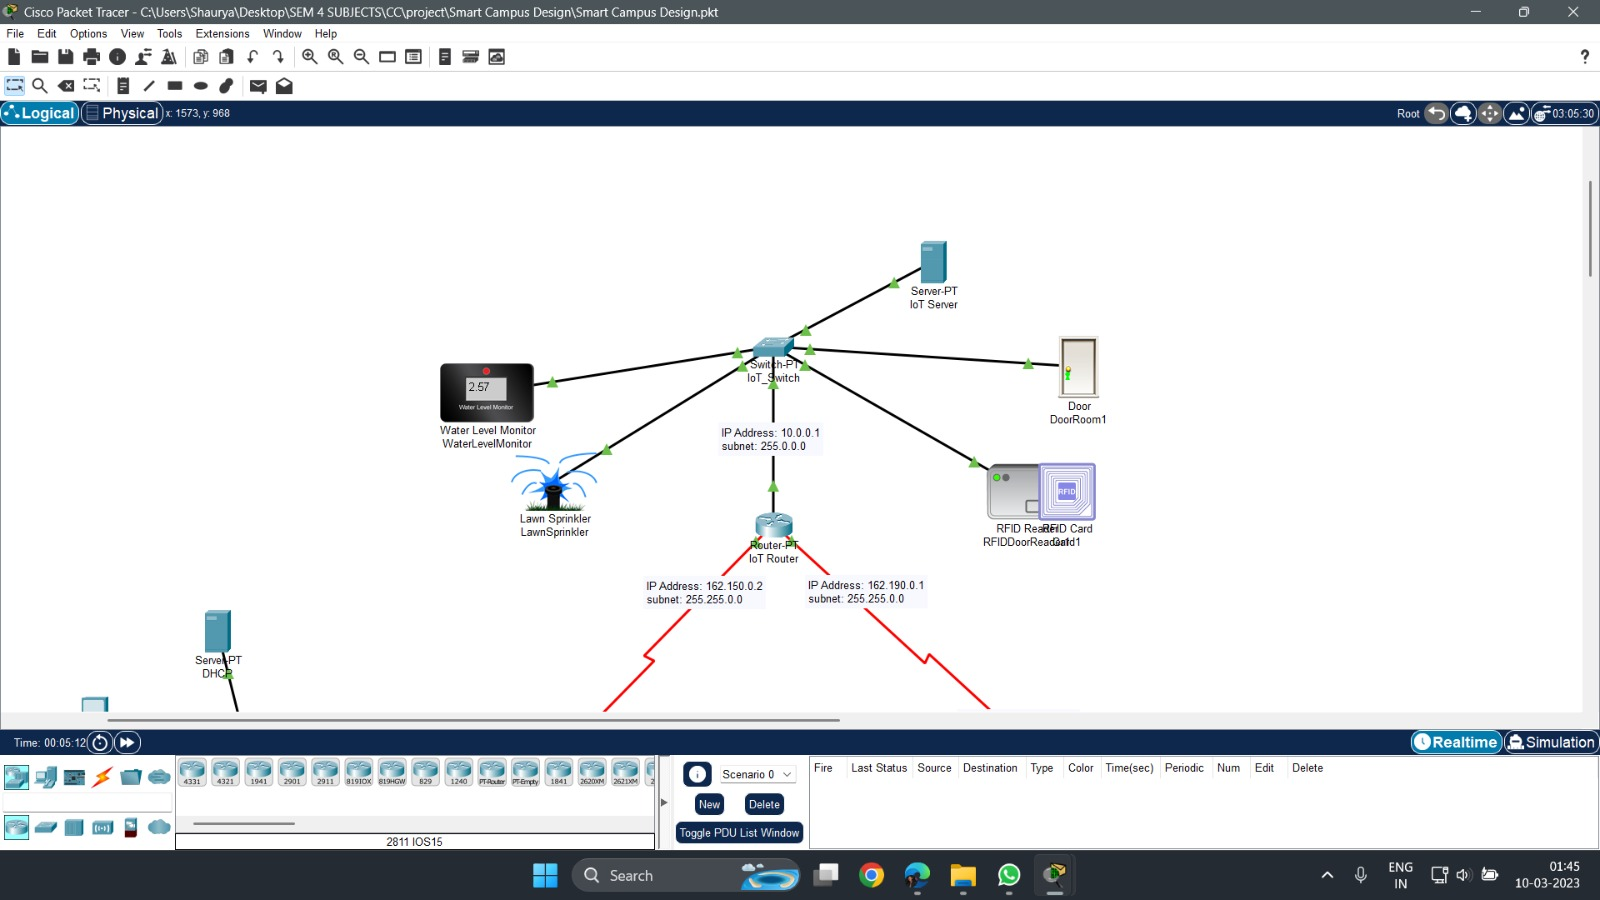 Cisco Packet Tracer - C:\Users\Shaurya\Desktop\SEM 4 SUBJECTS\CC\project\Smart Campus Design\Smart Campus Design.pkt
File Edit Options View Tools Extensions Window Help
?
Logical Physical x: 1573, y: 968 Root 03:05:30
Server-PT
IoT Server
Switch-PT
IoT_Switch
2.57
Water Level Monitor
Water Level Monitor
WaterLevelMonitor
Door
DoorRoom1
IP Address: 10.0.0.1
subnet: 255.0.0.0
Lawn Sprinkler
LawnSprinkler
RFID
RFID Reader RFID Card
RFIDDoorReader1 Card1
Router-PT
IoT Router
IP Address: 162.150.0.2
subnet: 255.255.0.0
IP Address: 162.190.0.1
subnet: 255.255.0.0
Server-PT
DHCP
Time: 00:05:12 Realtime Simulation
4331 4321 1941 2901 2911 819IOX 819HGW 829 1240 PT-Router PT-Empty 1841 2620XM 2621XM 2
2811 IOS15
Scenario 0
New Delete
Toggle PDU List Window
Fire Last Status Source Destination Type Color Time(sec) Periodic Num Edit Delete
Search
ENG
IN
01:45
10-03-2023